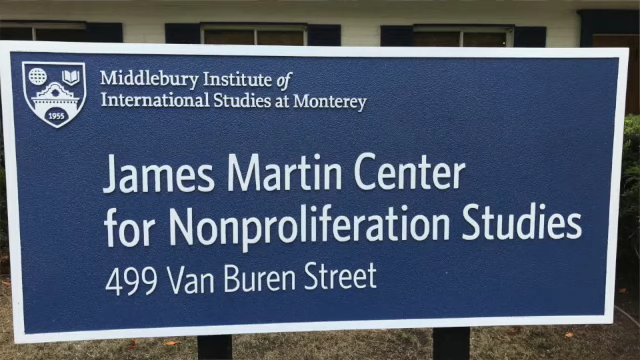 Middlebury Institute of
International Studies at Monterey
1955
James Martin Center
for Nonproliferation Studies
499 Van Buren Street